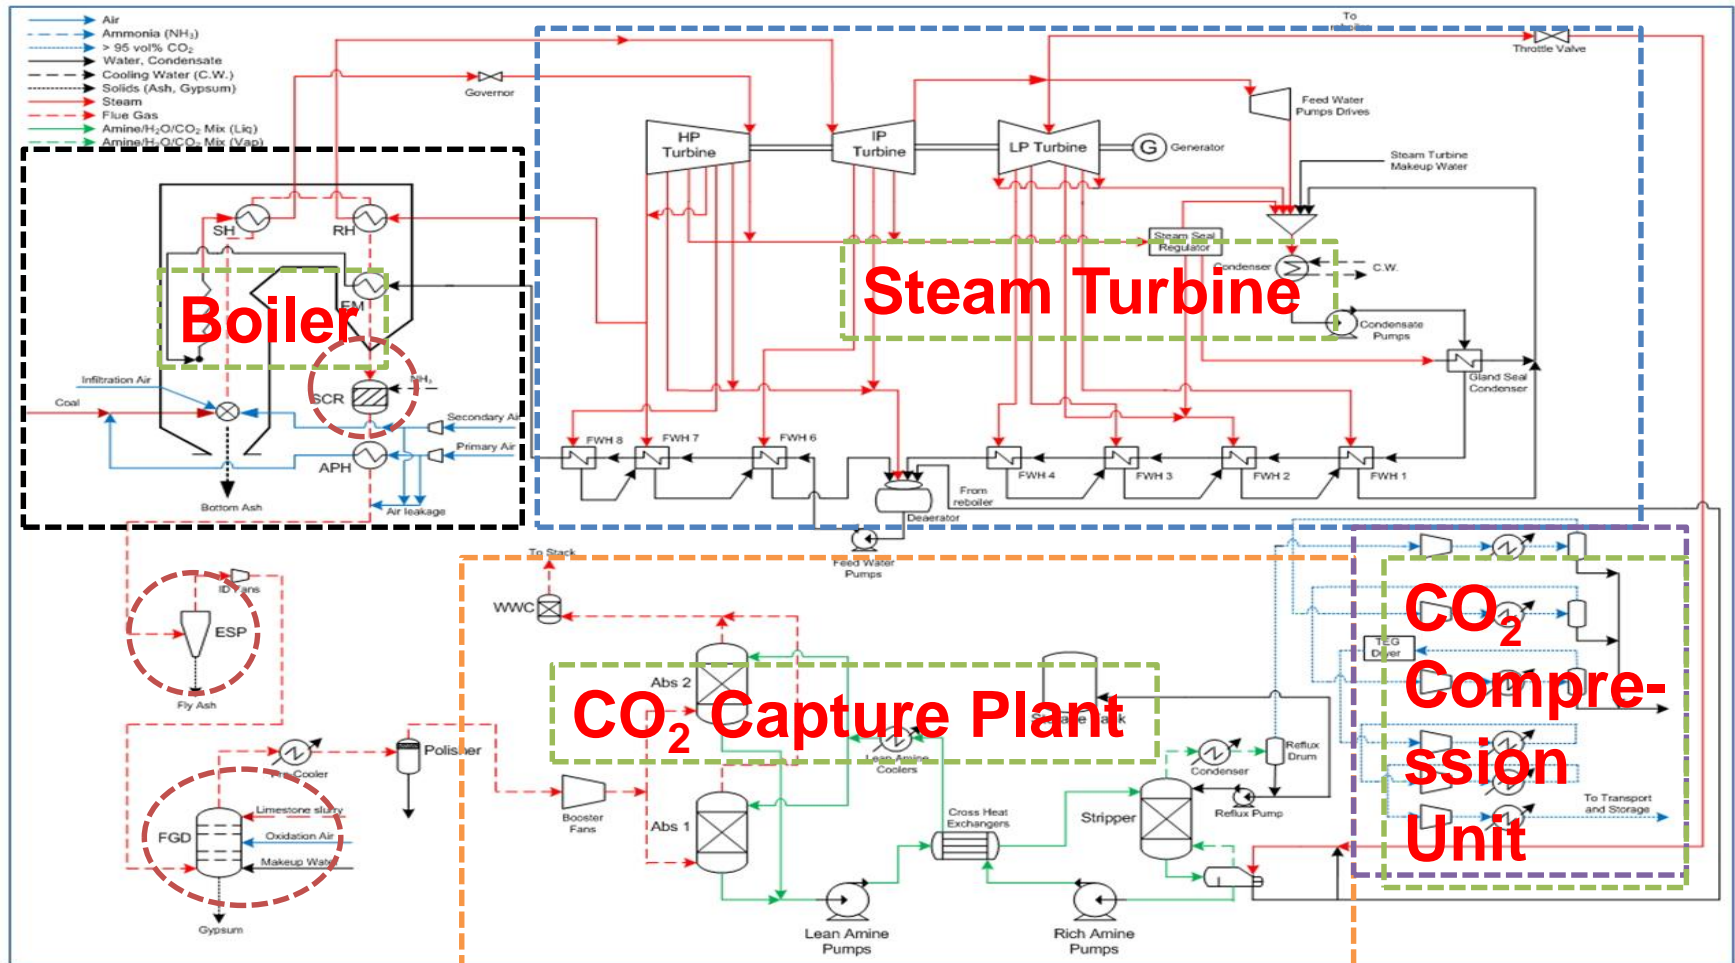 Air
Ammonia (NH₃)
> 95 vol% CO₂
Water, Condensate
Cooling Water (C.W.)
Solids (Ash, Gypsum)
Steam
Flue Gas
Amine/H₂O/CO₂ Mix (Liq)
Amine/H₂O/CO₂ Mix (Vap)
To
Throttle Valve
Governor
Feed Water
Pumps Drives
HP
Turbine
IP
Turbine
LP Turbine
G
Generator
Steam Turbine
Makeup Water
SH
RH
Steam Seal
Regulator
Condenser
C.W.
Steam Turbine
Boiler
Condensate
Pumps
Gland Seal
Condenser
Infiltration Air
NH₃
SCR
Coal
Secondary Air
Primary Air
APH
Bottom Ash
Air leakage
FWH 8
FWH 7
FWH 6
FWH 4
FWH 3
FWH 2
FWH 1
From
reboiler
Deaerator
Feed Water
Pumps
To Stack
WWC
ID Fans
ESP
Fly Ash
Polisher
FGD
Limestone slurry
Oxidation Air
Makeup Water
Gypsum
Booster
Fans
Abs 2
Abs 1
CO₂ Capture Plant
Lean Amine
Coolers
Cross Heat
Exchangers
Lean Amine
Pumps
Rich Amine
Pumps
Stripper
Condenser
Reflux
Drum
Reflux Pump
TEG
Dryer
CO₂
Compre-
ssion
Unit
To Transport
and Storage